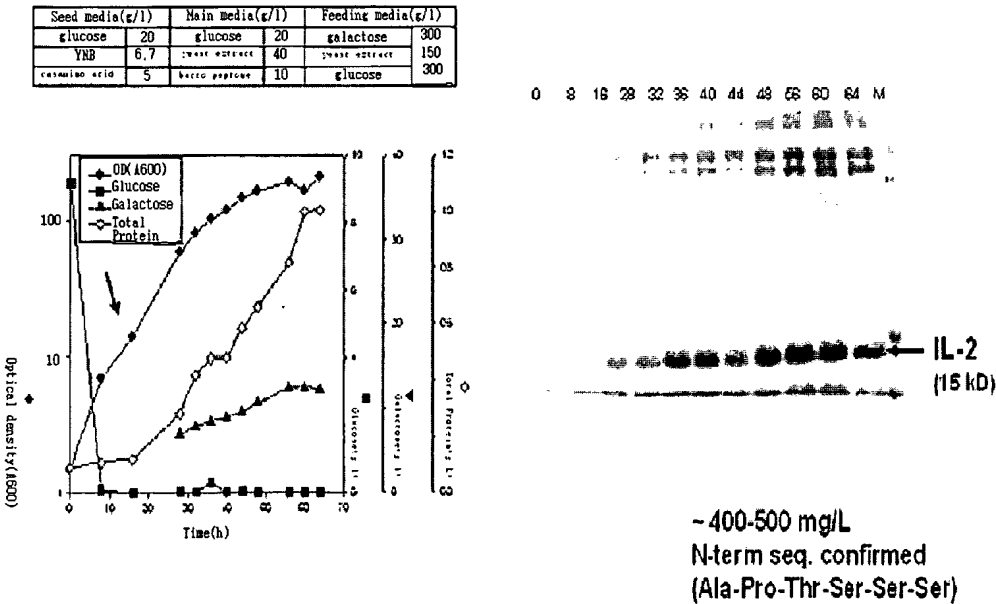 Seed media(g/l) Main media(g/l) Feeding media(g/l)
glucose 20 glucose 20 galactose 300
YNB 6.7 yeast extract 40 yeast extract 150
casamino acid 5 bacto peptone 10 glucose 300
OD(A600)
Glucose
Galactose
Total
Protein
100
10
1
0 10 20 30 40 50 60 70
Time(h)
Optical density(A600)
0 8 16 28 32 36 40 44 48 56 60 64 M
IL-2
(15 kD)
~400-500 mg/L
N-term seq. confirmed
(Ala-Pro-Thr-Ser-Ser-Ser)